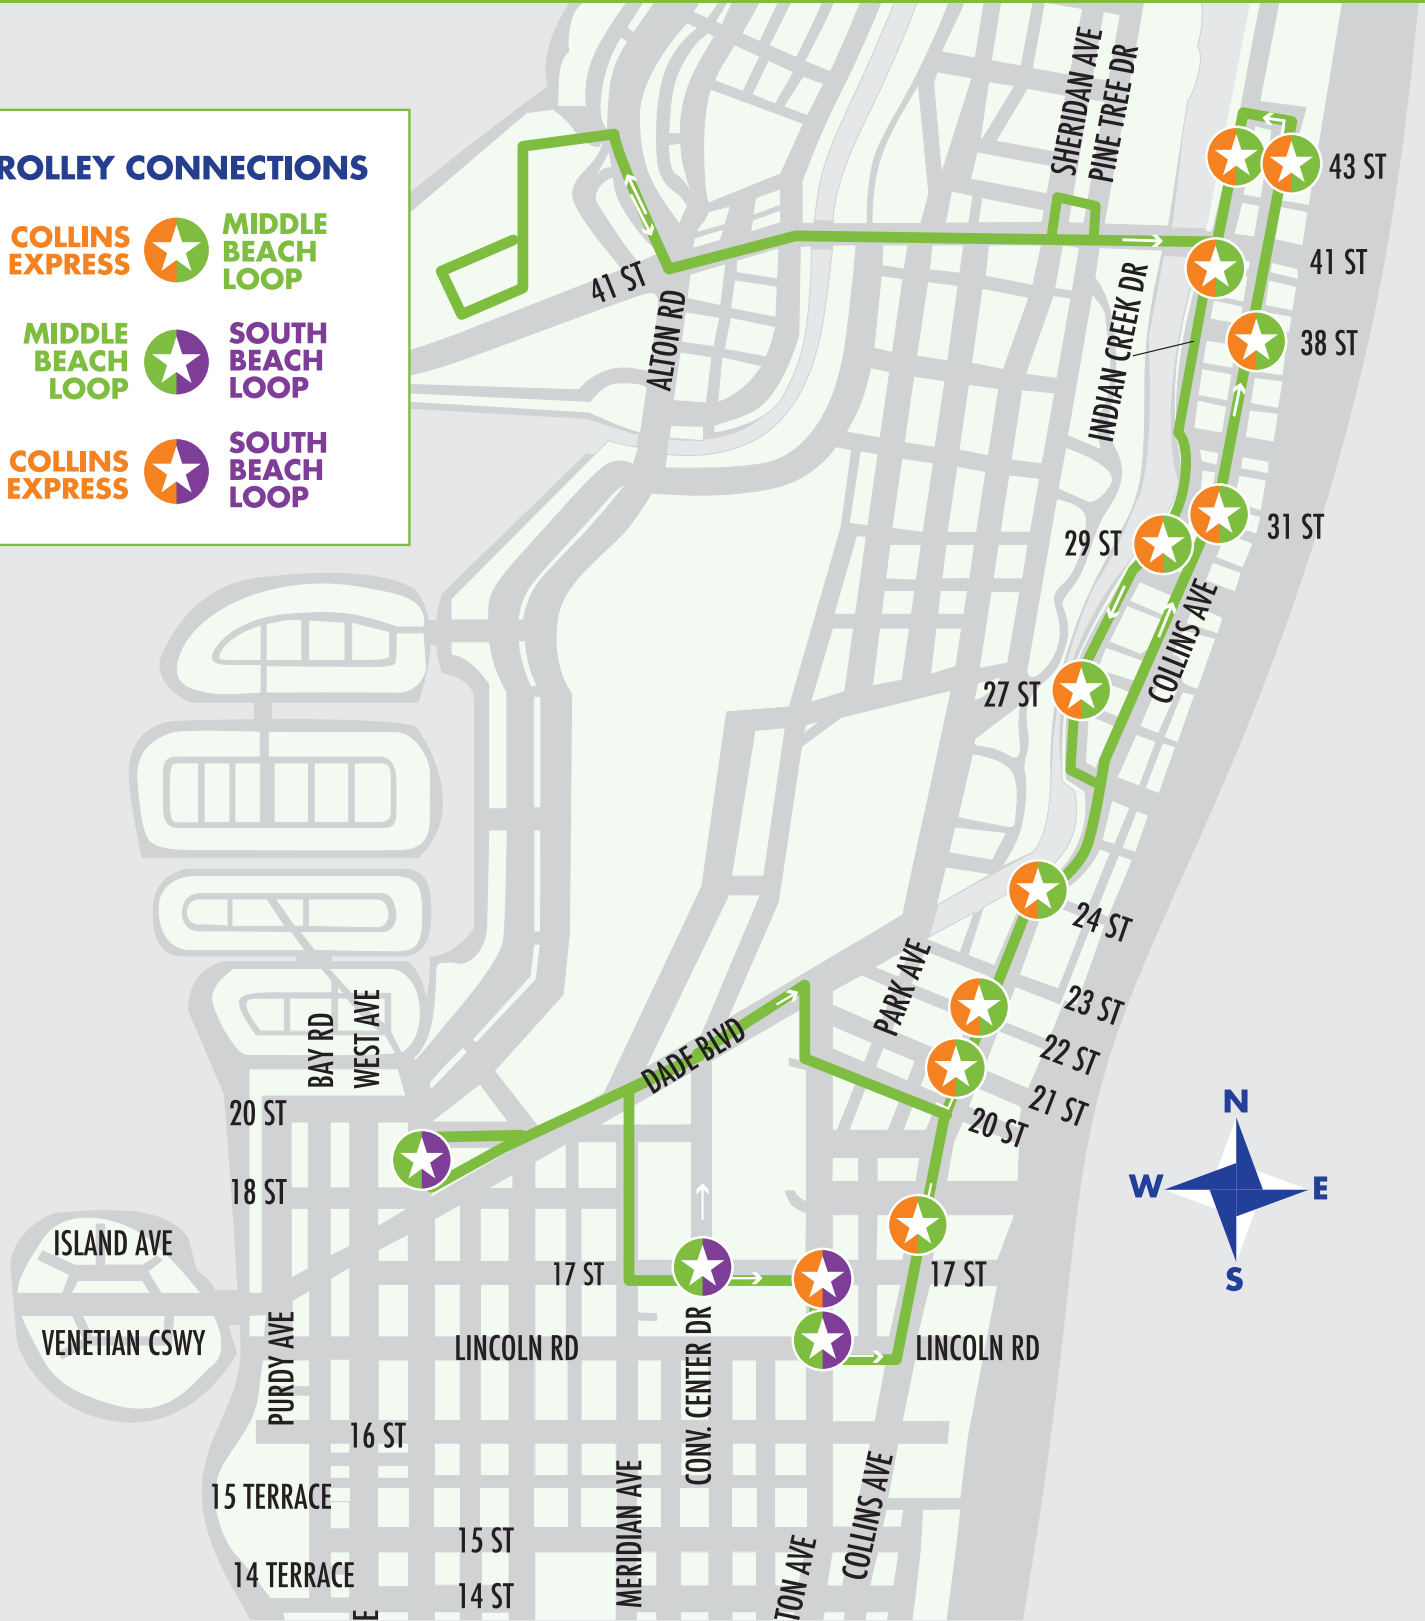 ROLLEY CONNECTIONS
COLLINS
EXPRESS
MIDDLE
BEACH
LOOP
MIDDLE
BEACH
LOOP
SOUTH
BEACH
LOOP
COLLINS
EXPRESS
SOUTH
BEACH
LOOP
SHERIDAN AVE
PINE TREE DR
43 ST
41 ST
41 ST
ALTON RD
INDIAN CREEK DR
38 ST
31 ST
29 ST
COLLINS AVE
27 ST
24 ST
PARK AVE
23 ST
22 ST
21 ST
20 ST
DADE BLVD
BAY RD
WEST AVE
20 ST
18 ST
N
W
E
S
ISLAND AVE
VENETIAN CSWY
17 ST
17 ST
PURDY AVE
LINCOLN RD
CONV. CENTER DR
LINCOLN RD
16 ST
15 TERRACE
MERIDIAN AVE
COLLINS AVE
15 ST
14 TERRACE
14 ST
TON AVE
E